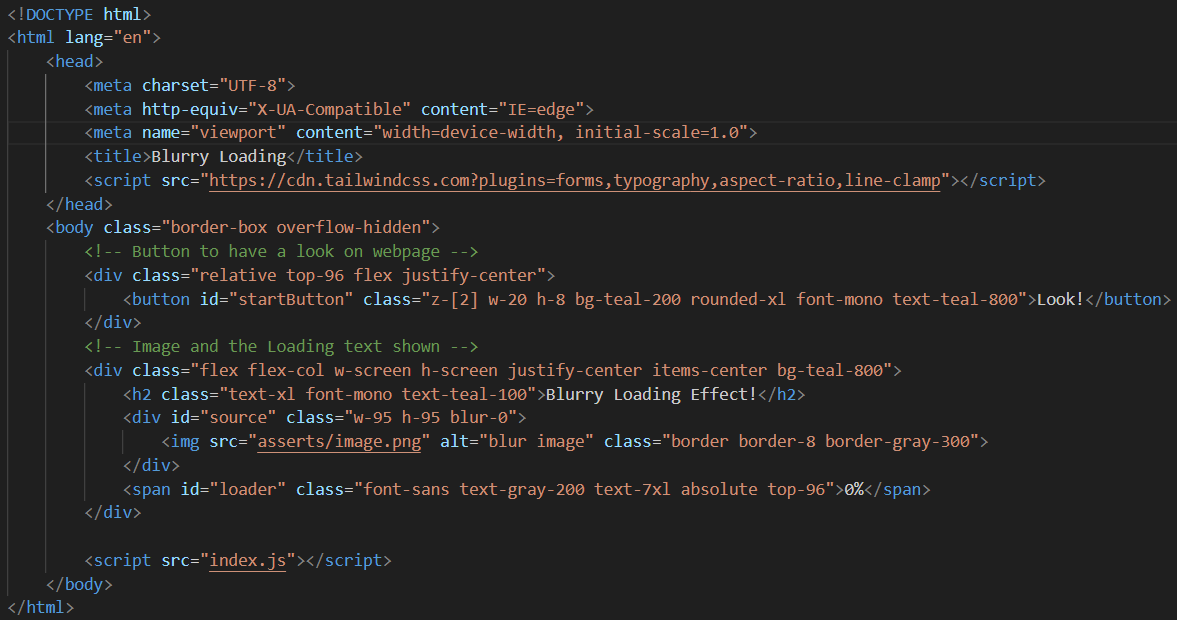 <!DOCTYPE html>
<html lang="en">
    <head>
        <meta charset="UTF-8">
        <meta http-equiv="X-UA-Compatible" content="IE=edge">
        <meta name="viewport" content="width=device-width, initial-scale=1.0">
        <title>Blurry Loading</title>
        <script src="https://cdn.tailwindcss.com?plugins=forms,typography,aspect-ratio,line-clamp"></script>
    </head>
    <body class="border-box overflow-hidden">
        <!-- Button to have a look on webpage -->
        <div class="relative top-96 flex justify-center">
            <button id="startButton" class="z-[2] w-20 h-8 bg-teal-200 rounded-xl font-mono text-teal-800">Look!</button>
        </div>
        <!-- Image and the Loading text shown -->
        <div class="flex flex-col w-screen h-screen justify-center items-center bg-teal-800">
            <h2 class="text-xl font-mono text-teal-100">Blurry Loading Effect!</h2>
            <div id="source" class="w-95 h-95 blur-0">
                <img src="asserts/image.png" alt="blur image" class="border border-8 border-gray-300">
            </div>
            <span id="loader" class="font-sans text-gray-200 text-7xl absolute top-96">0%</span>
        </div>

        <script src="index.js"></script>
    </body>
</html>